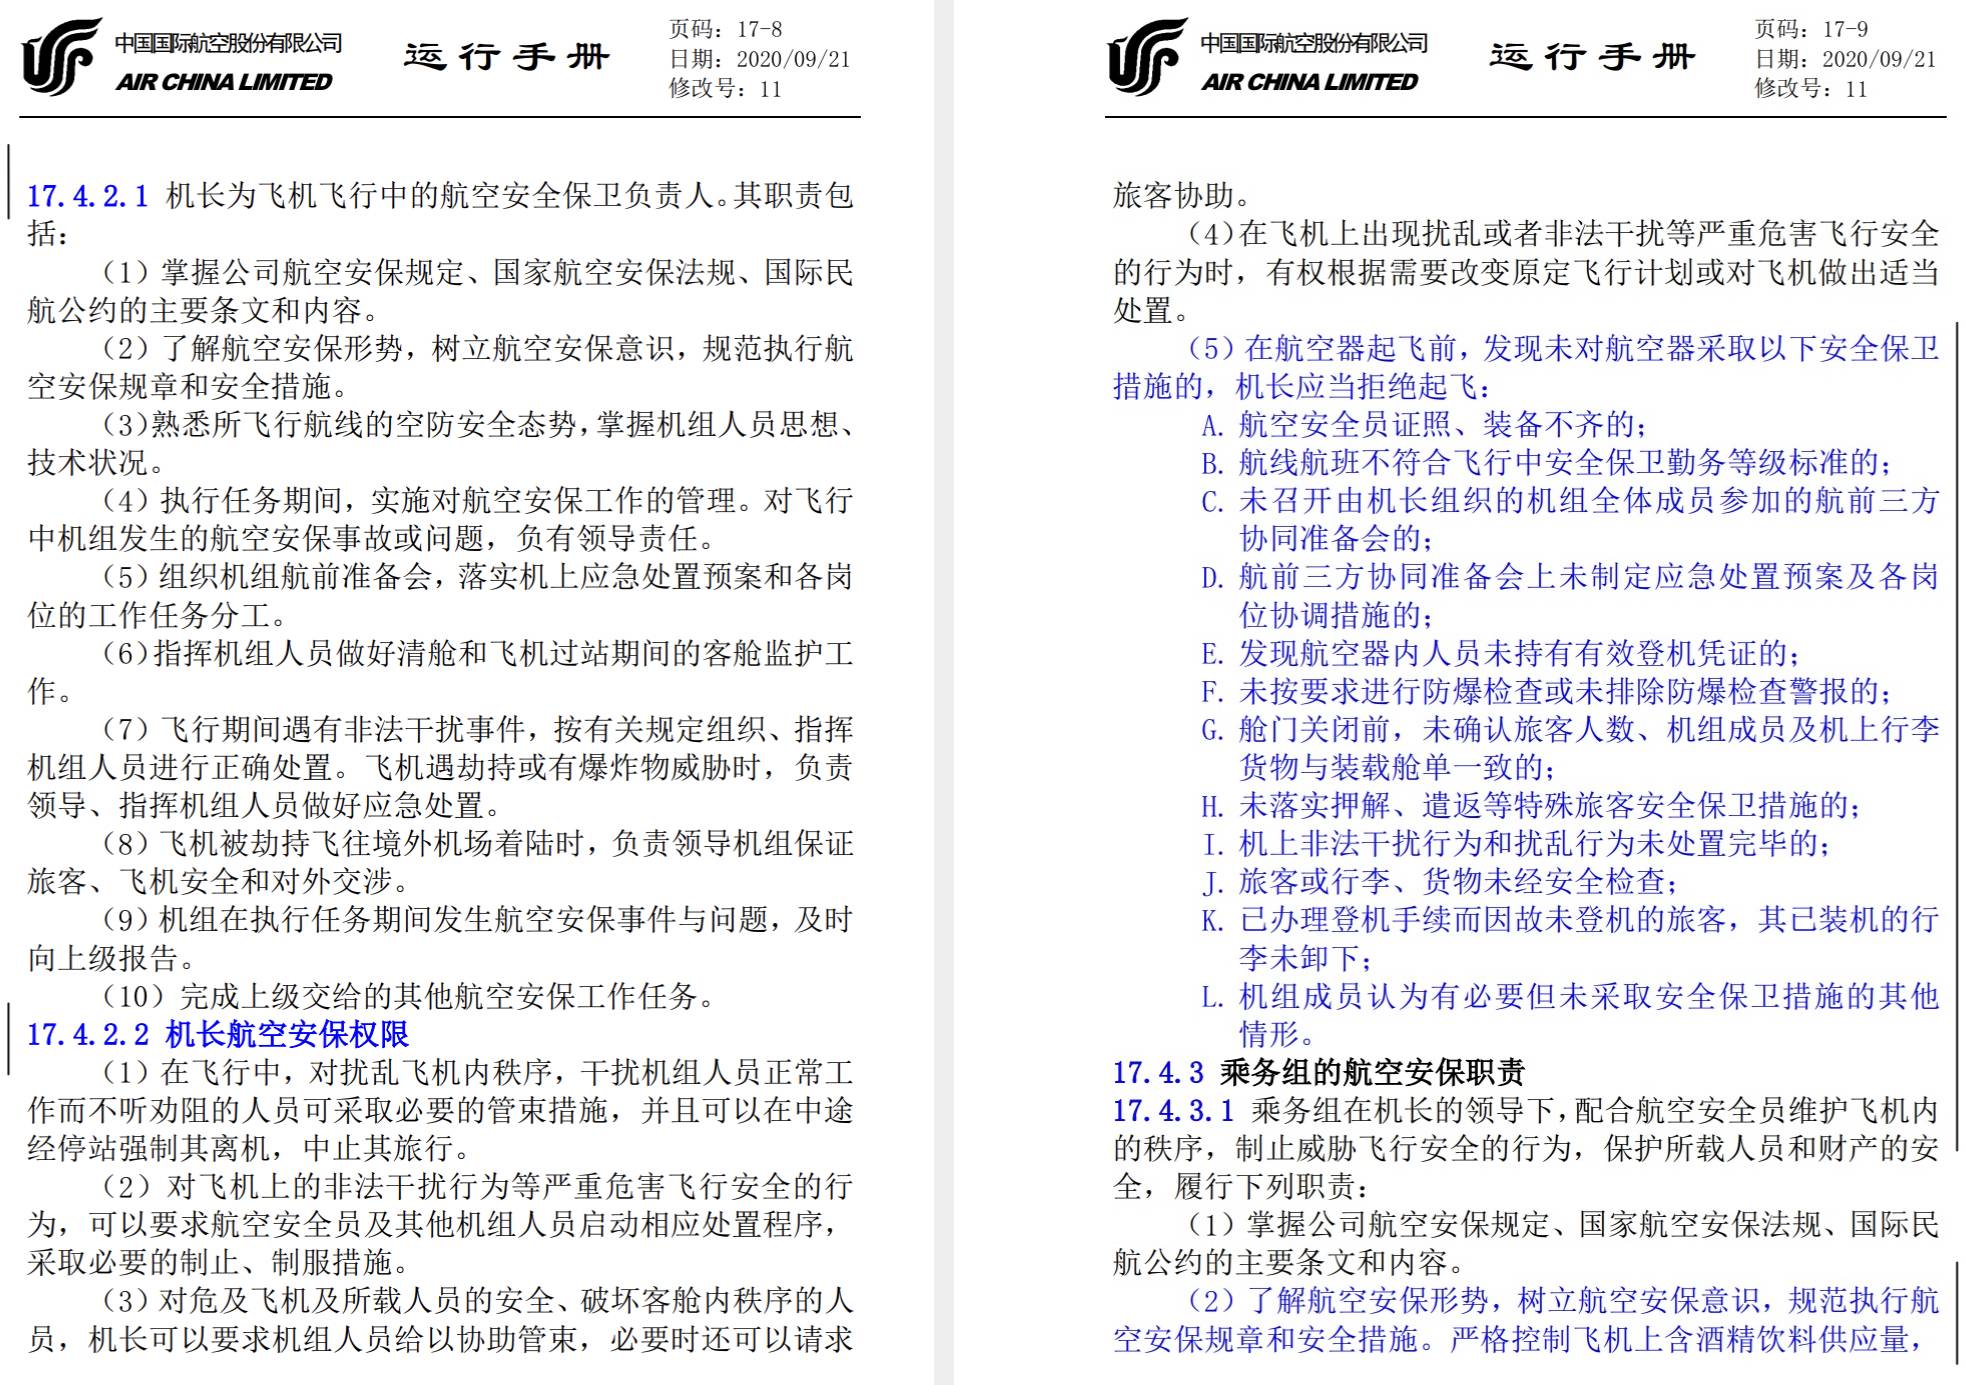 中国国际航空股份有限公司
AIR CHINA LIMITED
运行手册
页码：17-8
日期：2020/09/21
修改号：11
17.4.2.1 机长为飞机飞行中的航空安全保卫负责人。其职责包
括：
（1）掌握公司航空安保规定、国家航空安保法规、国际民
航公约的主要条文和内容。
（2）了解航空安保形势，树立航空安保意识，规范执行航
空安保规章和安全措施。
（3）熟悉所飞行航线的空防安全态势，掌握机组人员思想、
技术状况。
（4）执行任务期间，实施对航空安保工作的管理。对飞行
中机组发生的航空安保事故或问题，负有领导责任。
（5）组织机组航前准备会，落实机上应急处置预案和各岗
位的工作任务分工。
（6）指挥机组人员做好清舱和飞机过站期间的客舱监护工
作。
（7）飞行期间遇有非法干扰事件，按有关规定组织、指挥
机组人员进行正确处置。飞机遇劫持或有爆炸物威胁时，负责
领导、指挥机组人员做好应急处置。
（8）飞机被劫持飞往境外机场着陆时，负责领导机组保证
旅客、飞机安全和对外交涉。
（9）机组在执行任务期间发生航空安保事件与问题，及时
向上级报告。
（10）完成上级交给的其他航空安保工作任务。
17.4.2.2 机长航空安保权限
（1）在飞行中，对扰乱飞机内秩序，干扰机组人员正常工
作而不听劝阻的人员可采取必要的管束措施，并且可以在中途
经停站强制其离机，中止其旅行。
（2）对飞机上的非法干扰行为等严重危害飞行安全的行
为，可以要求航空安全员及其他机组人员启动相应处置程序，
采取必要的制止、制服措施。
（3）对危及飞机及所载人员的安全、破坏客舱内秩序的人
员，机长可以要求机组人员给以协助管束，必要时还可以请求
中国国际航空股份有限公司
AIR CHINA LIMITED
运行手册
页码：17-9
日期：2020/09/21
修改号：11
旅客协助。
（4）在飞机上出现扰乱或者非法干扰等严重危害飞行安全
的行为时，有权根据需要改变原定飞行计划或对飞机做出适当
处置。
（5）在航空器起飞前，发现未对航空器采取以下安全保卫
措施的，机长应当拒绝起飞：
A. 航空安全员证照、装备不齐的；
B. 航线航班不符合飞行中安全保卫勤务等级标准的；
C. 未召开由机长组织的机组全体成员参加的航前三方
协同准备会的；
D. 航前三方协同准备会上未制定应急处置预案及各岗
位协调措施的；
E. 发现航空器内人员未持有有效登机凭证的；
F. 未按要求进行防爆检查或未排除防爆检查警报的；
G. 舱门关闭前，未确认旅客人数、机组成员及机上行李
货物与装载舱单一致的；
H. 未落实押解、遣返等特殊旅客安全保卫措施的；
I. 机上非法干扰行为和扰乱行为未处置完毕的；
J. 旅客或行李、货物未经安全检查；
K. 已办理登机手续而因故未登机的旅客，其已装机的行
李未卸下；
L. 机组成员认为有必要但未采取安全保卫措施的其他
情形。
17.4.3 乘务组的航空安保职责
17.4.3.1 乘务组在机长的领导下，配合航空安全员维护飞机内
的秩序，制止威胁飞行安全的行为，保护所载人员和财产的安
全，履行下列职责：
（1）掌握公司航空安保规定、国家航空安保法规、国际民
航公约的主要条文和内容。
（2）了解航空安保形势，树立航空安保意识，规范执行航
空安保规章和安全措施。严格控制飞机上含酒精饮料供应量，